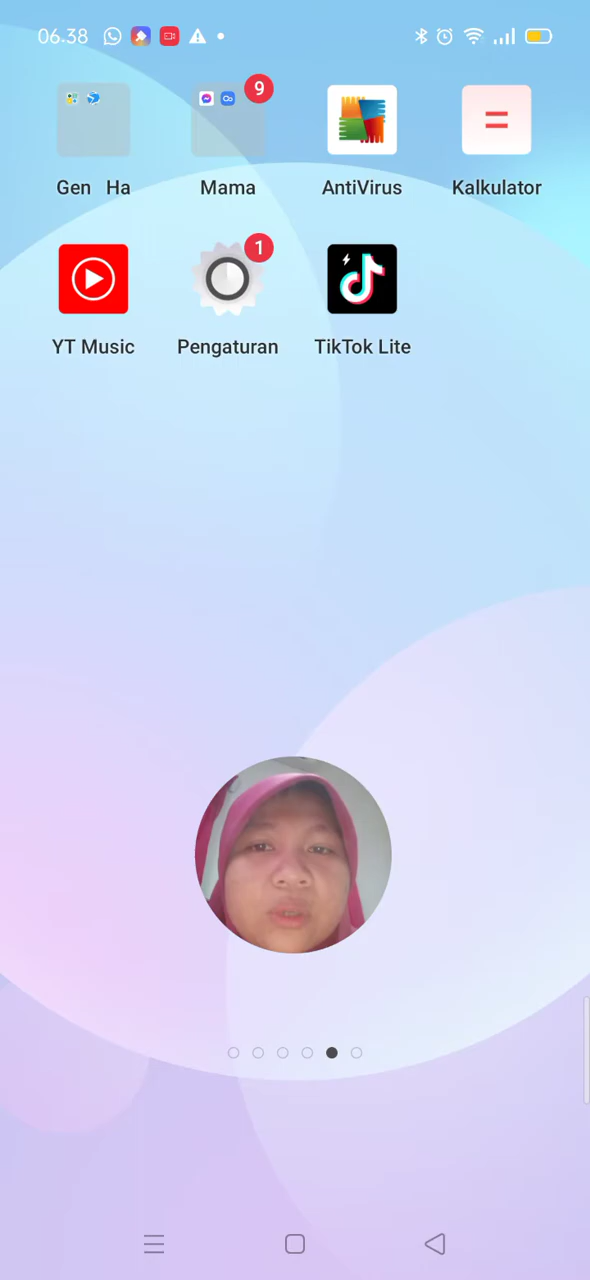 06.38
9
Gen Ha
Mama
AntiVirus
Kalkulator
1
YT Music
Pengaturan
TikTok Lite